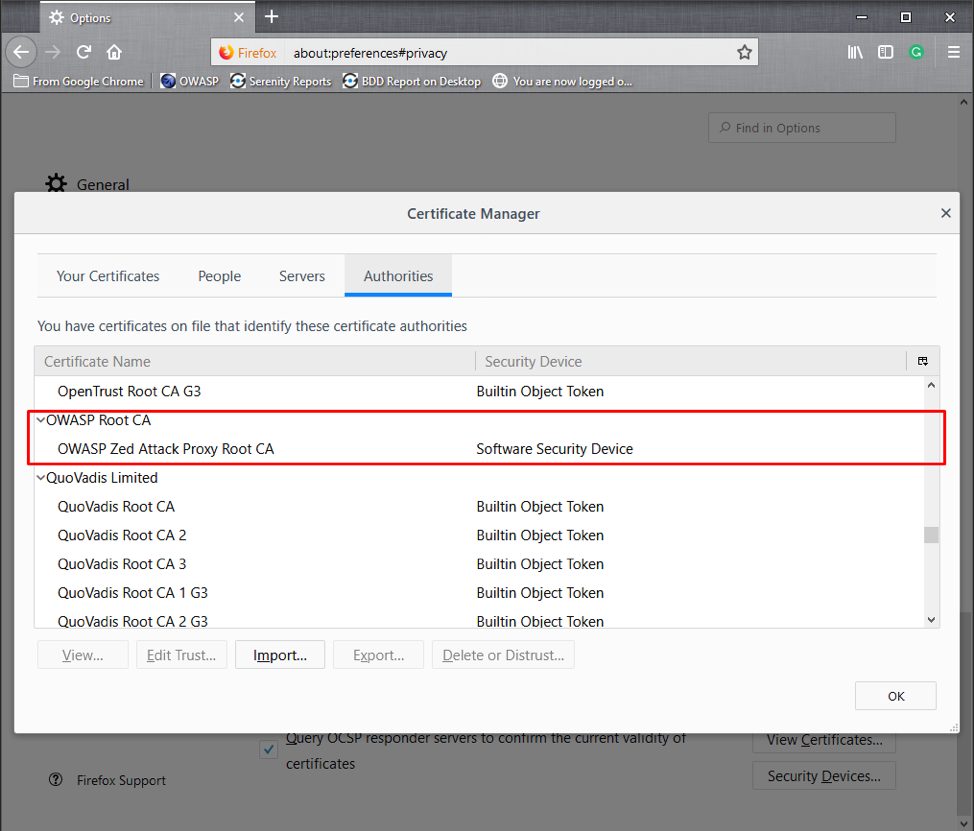 Options
Firefox about:preferences#privacy
From Google Chrome OWASP Serenity Reports BDD Report on Desktop You are now logged o...
Find in Options
General
Certificate Manager
Your Certificates People Servers Authorities
You have certificates on file that identify these certificate authorities
Certificate Name Security Device
OpenTrust Root CA G3 Builtin Object Token
OWASP Root CA
OWASP Zed Attack Proxy Root CA Software Security Device
QuoVadis Limited
QuoVadis Root CA Builtin Object Token
QuoVadis Root CA 2 Builtin Object Token
QuoVadis Root CA 3 Builtin Object Token
QuoVadis Root CA 1 G3 Builtin Object Token
QuoVadis Root CA 2 G3 Builtin Object Token
View... Edit Trust... Import... Export... Delete or Distrust...
OK
Query OCSP responder servers to confirm the current validity of
certificates
View Certificates...
Firefox Support
Security Devices...